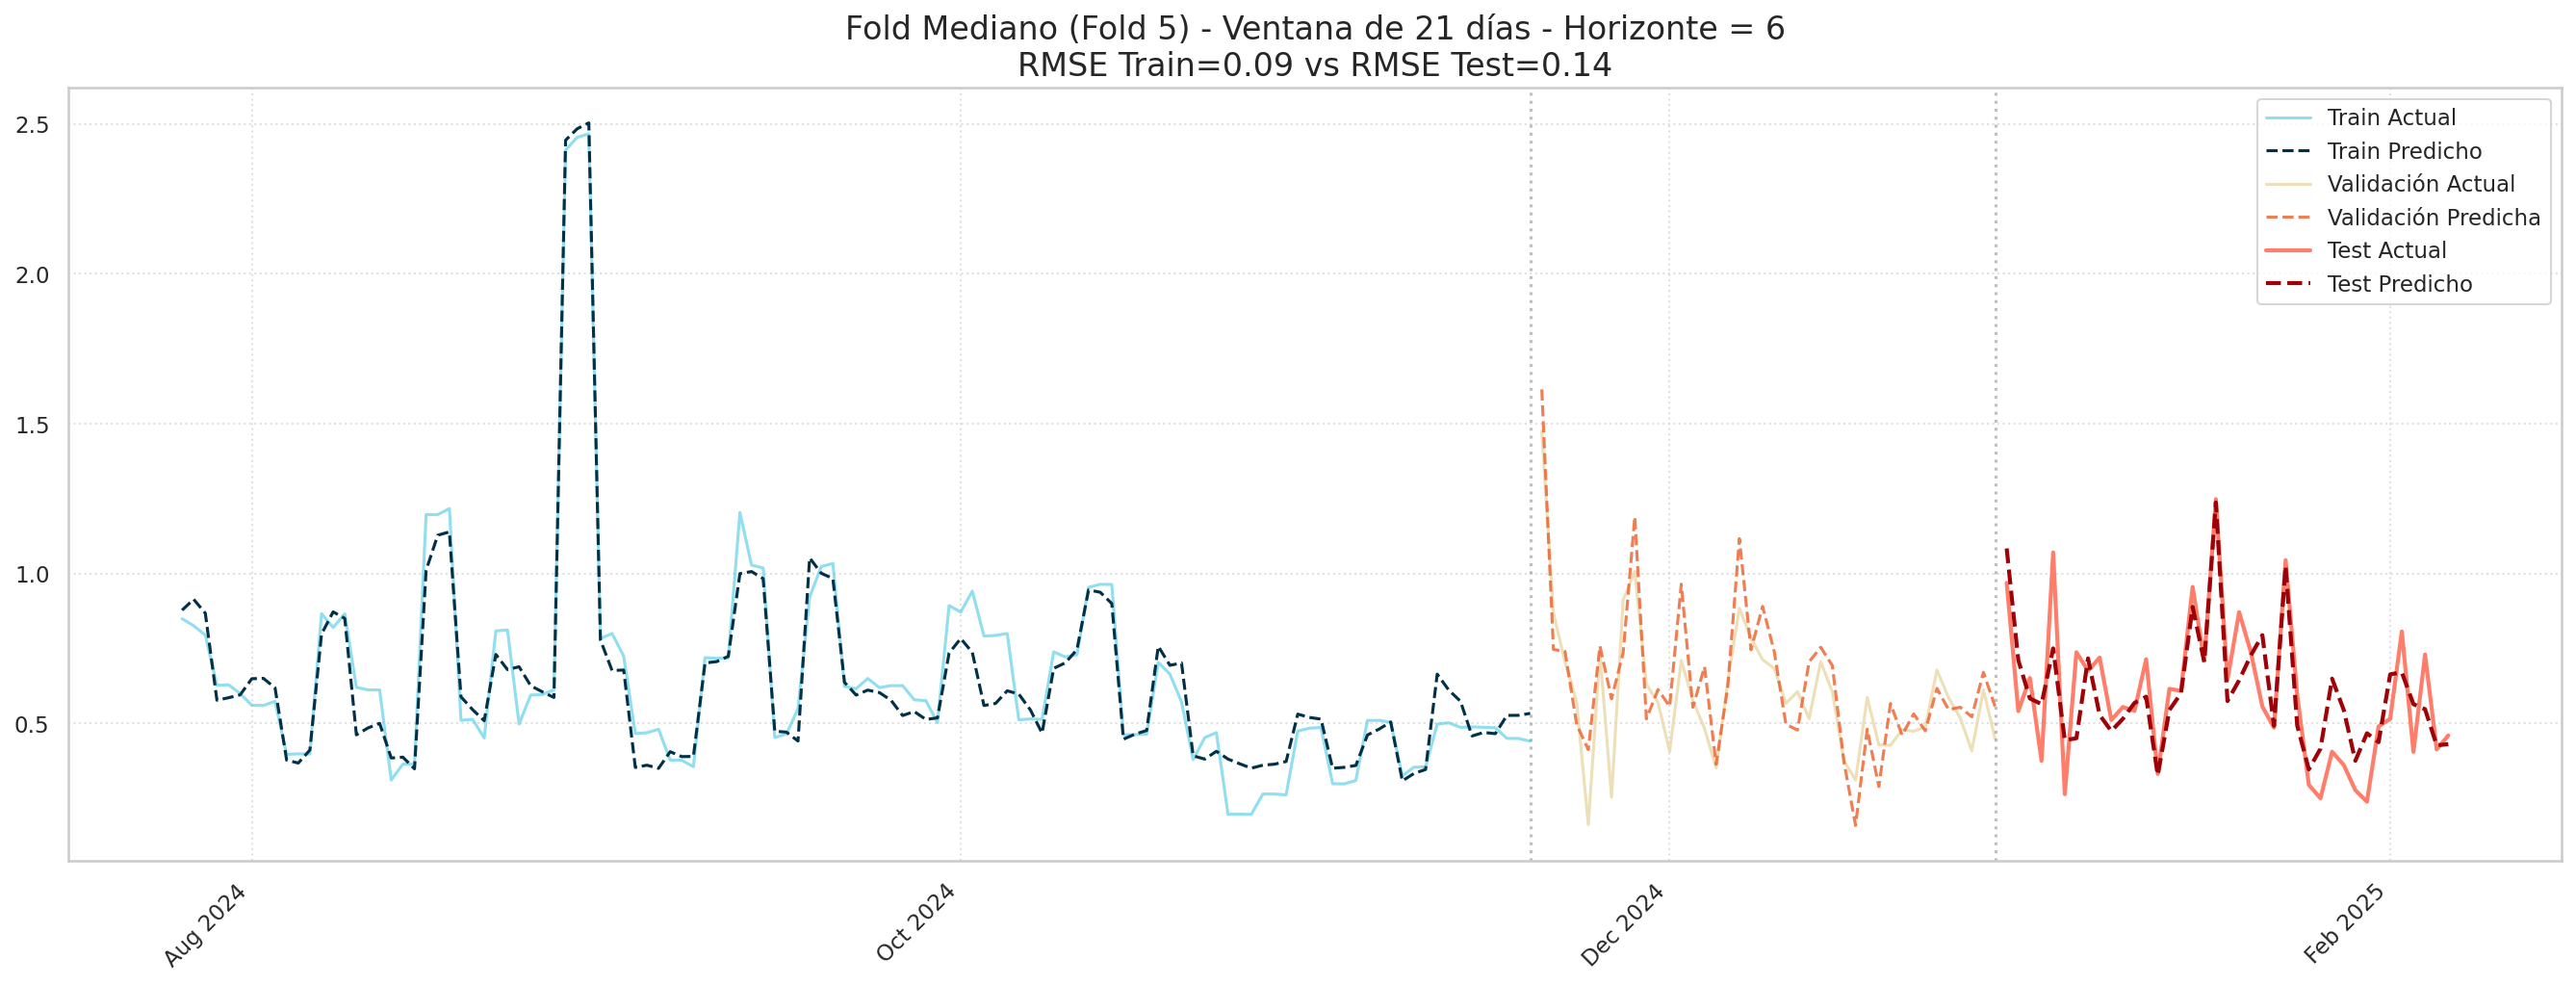 Fold Mediano (Fold 5) - Ventana de 21 días - Horizonte = 6
RMSE Train=0.09 vs RMSE Test=0.14
2.5
2.0
1.5
1.0
0.5
Train Actual
Train Predicho
Validación Actual
Validación Predicha
Test Actual
Test Predicho
Aug 2024
Oct 2024
Dec 2024
Feb 2025